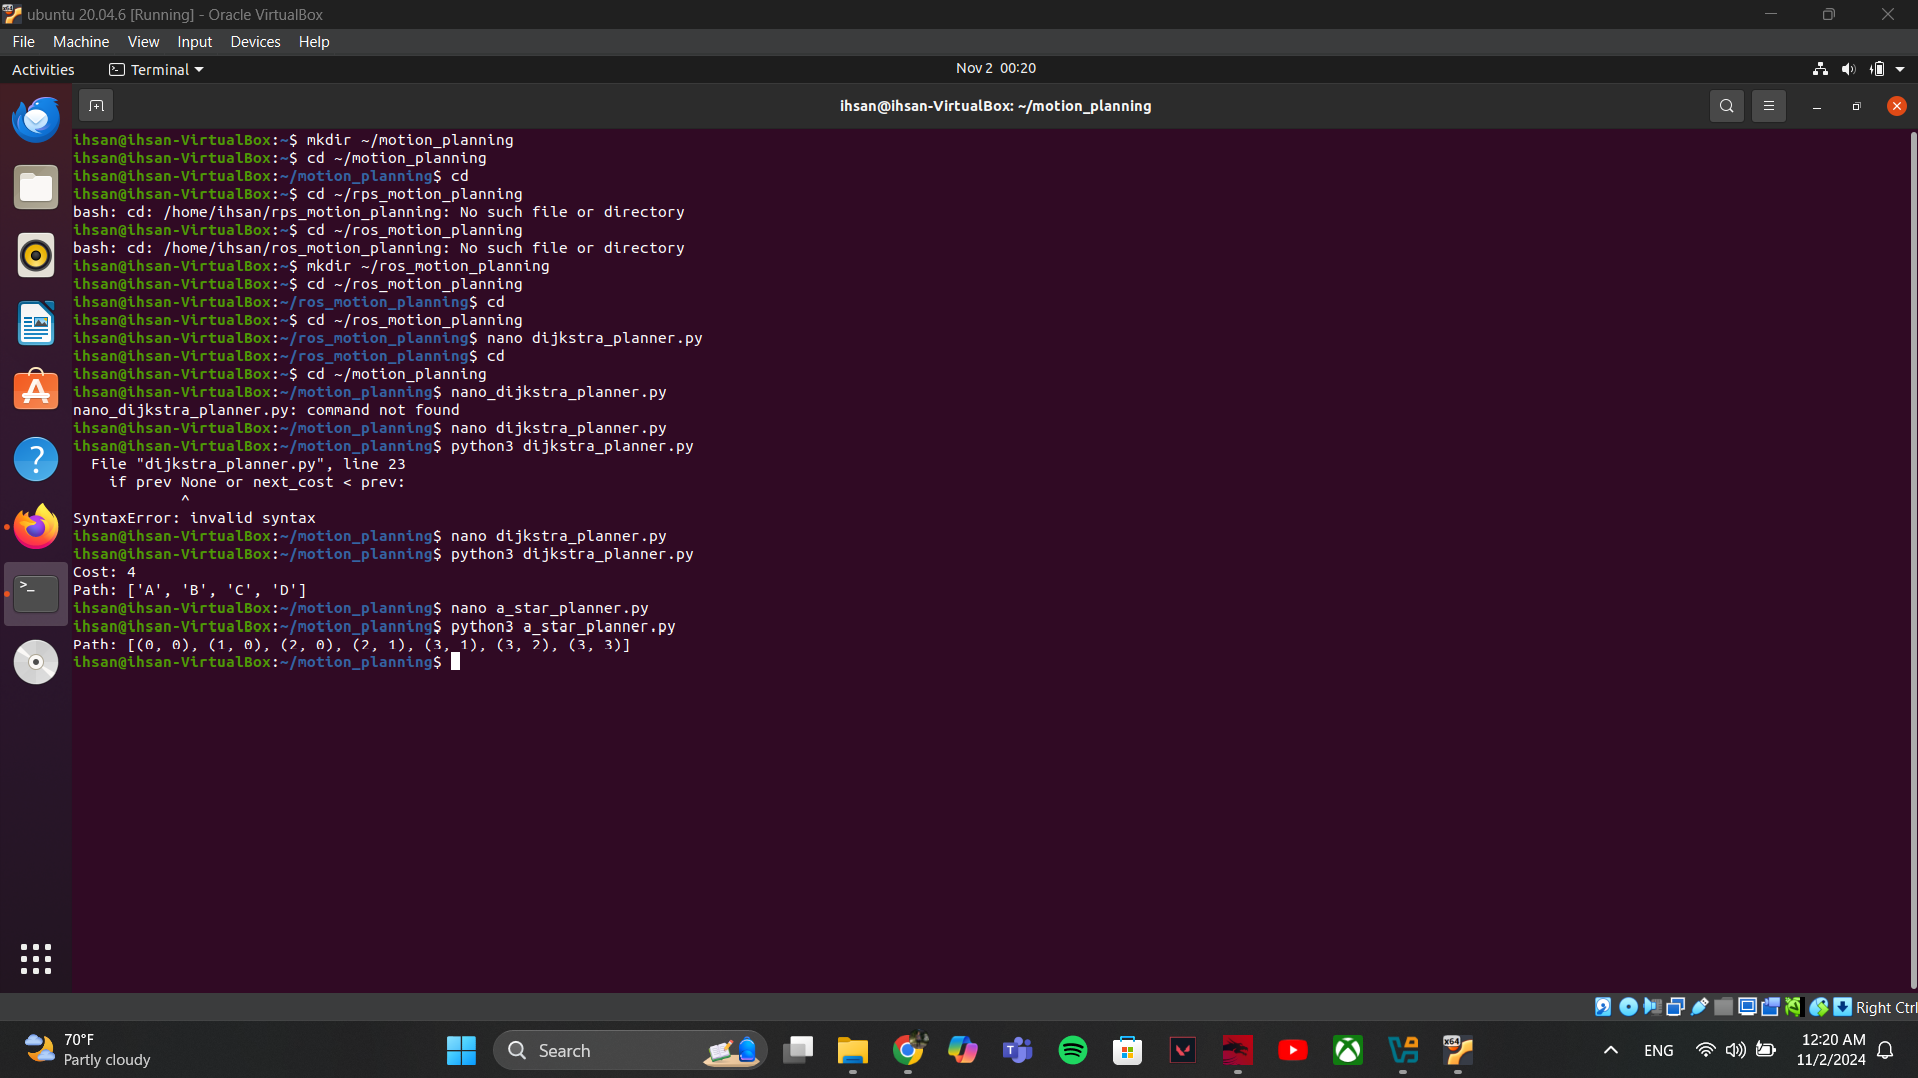 ubuntu 20.04.6 [Running] - Oracle VirtualBox
File Machine View Input Devices Help
Activities Terminal Nov 2 00:20
ihsan@ihsan-VirtualBox: ~/motion_planning
ihsan@ihsan-VirtualBox:~$ mkdir ~/motion_planning
ihsan@ihsan-VirtualBox:~$ cd ~/motion_planning
ihsan@ihsan-VirtualBox:~/motion_planning$ cd
ihsan@ihsan-VirtualBox:~$ cd ~/rps_motion_planning
bash: cd: /home/ihsan/rps_motion_planning: No such file or directory
ihsan@ihsan-VirtualBox:~$ cd ~/ros_motion_planning
bash: cd: /home/ihsan/ros_motion_planning: No such file or directory
ihsan@ihsan-VirtualBox:~$ mkdir ~/ros_motion_planning
ihsan@ihsan-VirtualBox:~$ cd ~/ros_motion_planning
ihsan@ihsan-VirtualBox:~/ros_motion_planning$ cd
ihsan@ihsan-VirtualBox:~$ cd ~/ros_motion_planning
ihsan@ihsan-VirtualBox:~/ros_motion_planning$ nano dijkstra_planner.py
ihsan@ihsan-VirtualBox:~/ros_motion_planning$ cd
ihsan@ihsan-VirtualBox:~$ cd ~/motion_planning
ihsan@ihsan-VirtualBox:~/motion_planning$ nano_dijkstra_planner.py
nano_dijkstra_planner.py: command not found
ihsan@ihsan-VirtualBox:~/motion_planning$ nano dijkstra_planner.py
ihsan@ihsan-VirtualBox:~/motion_planning$ python3 dijkstra_planner.py
File "dijkstra_planner.py", line 23
if prev None or next_cost < prev:
^
SyntaxError: invalid syntax
ihsan@ihsan-VirtualBox:~/motion_planning$ nano dijkstra_planner.py
ihsan@ihsan-VirtualBox:~/motion_planning$ python3 dijkstra_planner.py
Cost: 4
Path: ['A', 'B', 'C', 'D']
ihsan@ihsan-VirtualBox:~/motion_planning$ nano a_star_planner.py
ihsan@ihsan-VirtualBox:~/motion_planning$ python3 a_star_planner.py
Path: [(0, 0), (1, 0), (2, 0), (2, 1), (3, 1), (3, 2), (3, 3)]
ihsan@ihsan-VirtualBox:~/motion_planning$
Right Ctrl
70°F
Partly cloudy
Search
ENG
12:20 AM
11/2/2024